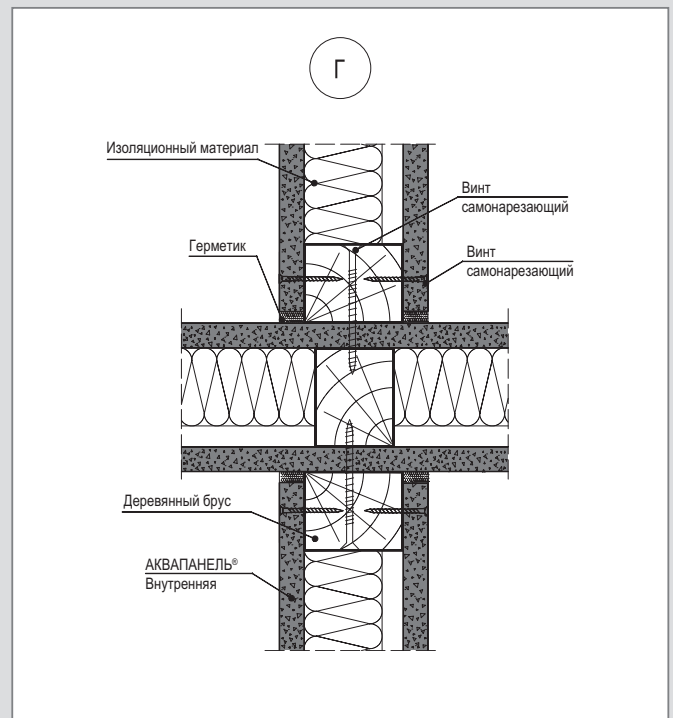 Г
Изоляционный материал
Винт
самонарезающий
Герметик
Винт
самонарезающий
Деревянный брус
АКВАПАНЕЛЬ®
Внутренняя